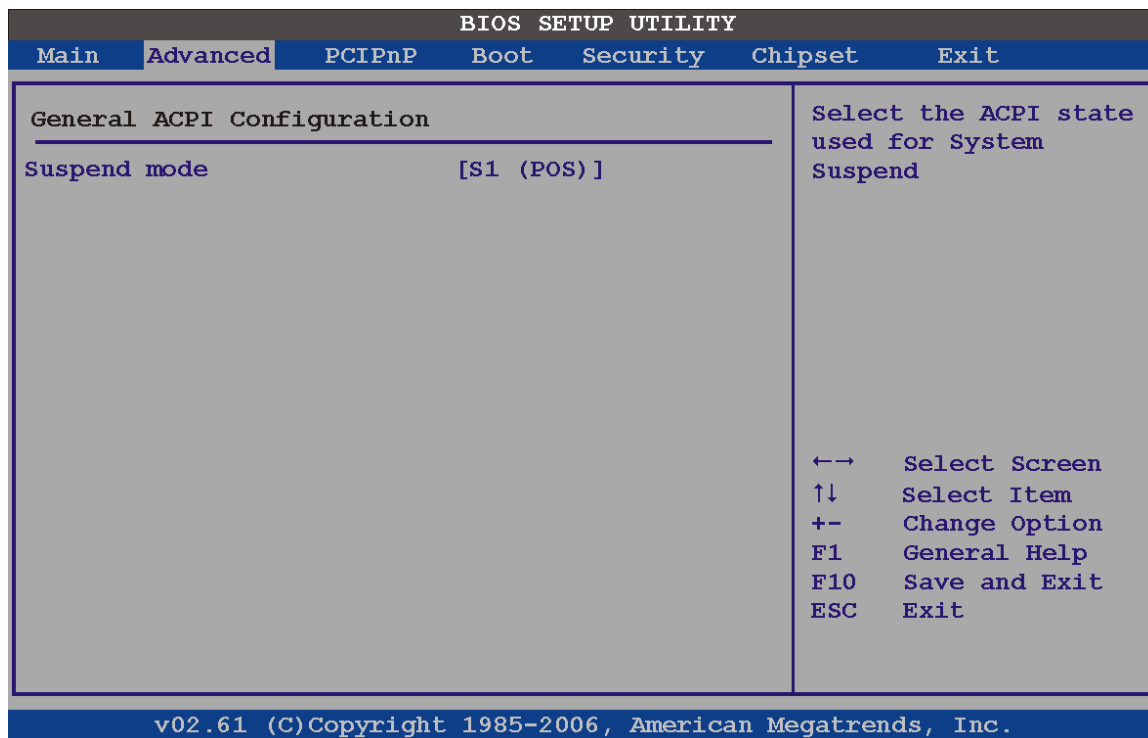 BIOS SETUP UTILITY
Main Advanced PCIPnP Boot Security Chipset Exit
General ACPI Configuration
Suspend mode [S1 (POS)]
Select the ACPI state
used for System
Suspend
←→ Select Screen
↑↓ Select Item
+- Change Option
F1 General Help
F10 Save and Exit
ESC Exit
v02.61 (C)Copyright 1985-2006, American Megatrends, Inc.